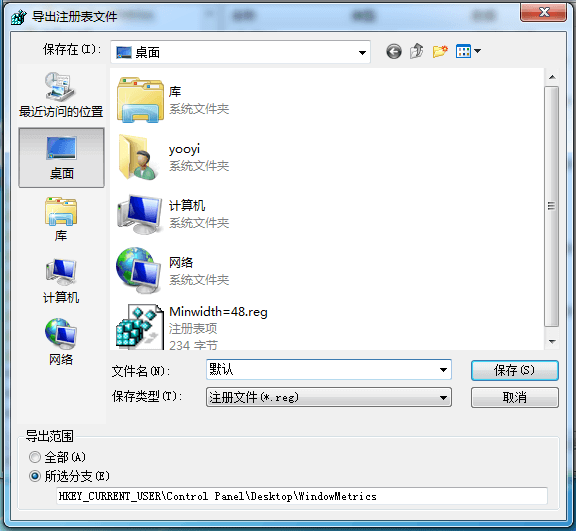 导出注册表文件
保存在(I):
桌面
最近访问的位置
桌面
库
计算机
网络
库
系统文件夹
yooyi
系统文件夹
计算机
系统文件夹
网络
系统文件夹
Minwidth=48.reg
注册表项
234 字节
文件名(N):
默认
保存(S)
保存类型(T):
注册文件(*.reg)
取消
导出范围
全部(A)
所选分支(E)
HKEY_CURRENT_USER\Control Panel\Desktop\WindowMetrics